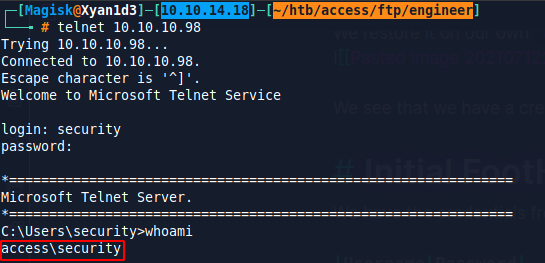 [Magisk@Xyan1d3]-[10.10.14.18]-[~/htb/access/ftp/engineer]
# telnet 10.10.10.98
Trying 10.10.10.98...
Connected to 10.10.10.98.
Escape character is '^]'.
Welcome to Microsoft Telnet Service
login: security
password:
*===============================================================
Microsoft Telnet Server.
*===============================================================
C:\Users\security>whoami
access\security